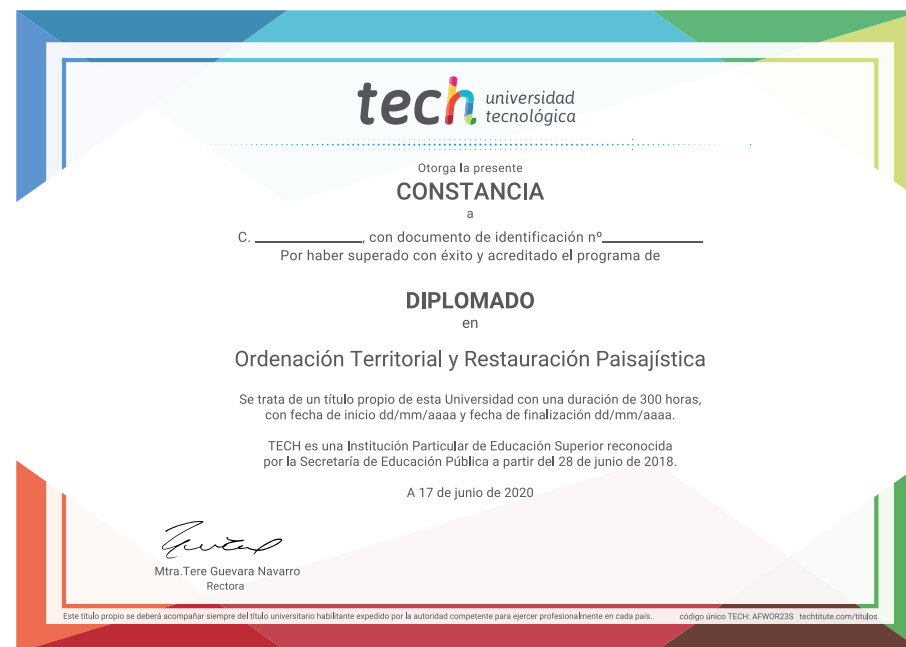 tech universidad
tecnológica
Otorga la presente
CONSTANCIA
a
C. ______________, con documento de identificación nº_____________
Por haber superado con éxito y acreditado el programa de
DIPLOMADO
en
Ordenación Territorial y Restauración Paisajística
Se trata de un título propio de esta Universidad con una duración de 300 horas,
con fecha de inicio dd/mm/aaaa y fecha de finalización dd/mm/aaaa.
TECH es una Institución Particular de Educación Superior reconocida
por la Secretaría de Educación Pública a partir del 28 de junio de 2018.
A 17 de junio de 2020
Mtra.Tere Guevara Navarro
Rectora
Este título propio se deberá acompañar siempre del título universitario habilitante expedido por la autoridad competente para ejercer profesionalmente en cada país. código único TECH: AFWOR23S techtitute.com/titulos